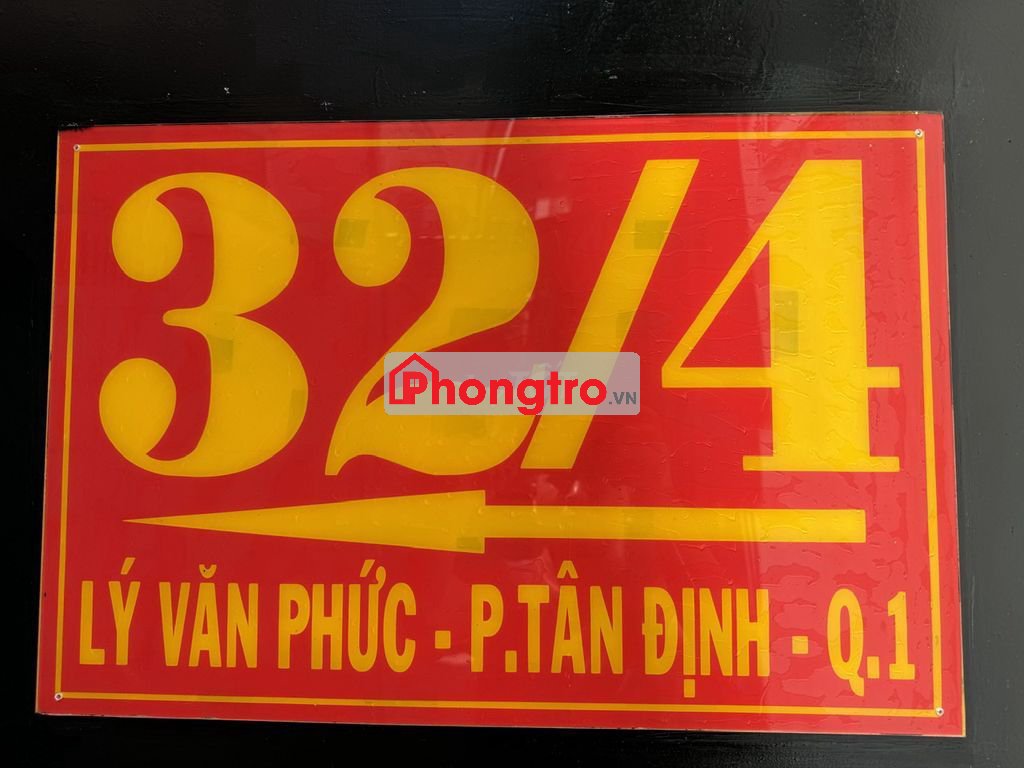 32/4
Phongtro.VN
LÝ VĂN PHỨC - P.TÂN ĐỊNH - Q.1